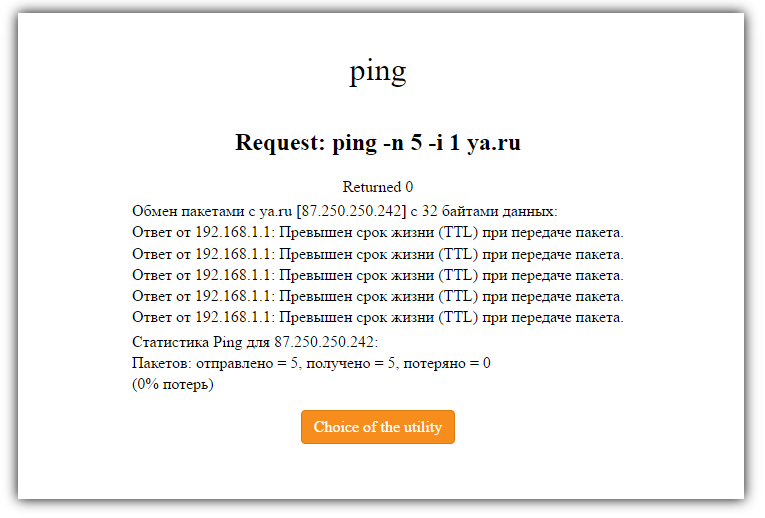 ping
Request: ping -n 5 -i 1 ya.ru
Returned 0
Обмен пакетами с ya.ru [87.250.250.242] с 32 байтами данных:
Ответ от 192.168.1.1: Превышен срок жизни (TTL) при передаче пакета.
Ответ от 192.168.1.1: Превышен срок жизни (TTL) при передаче пакета.
Ответ от 192.168.1.1: Превышен срок жизни (TTL) при передаче пакета.
Ответ от 192.168.1.1: Превышен срок жизни (TTL) при передаче пакета.
Ответ от 192.168.1.1: Превышен срок жизни (TTL) при передаче пакета.
Статистика Ping для 87.250.250.242:
Пакетов: отправлено = 5, получено = 5, потеряно = 0
(0% потерь)
Choice of the utility